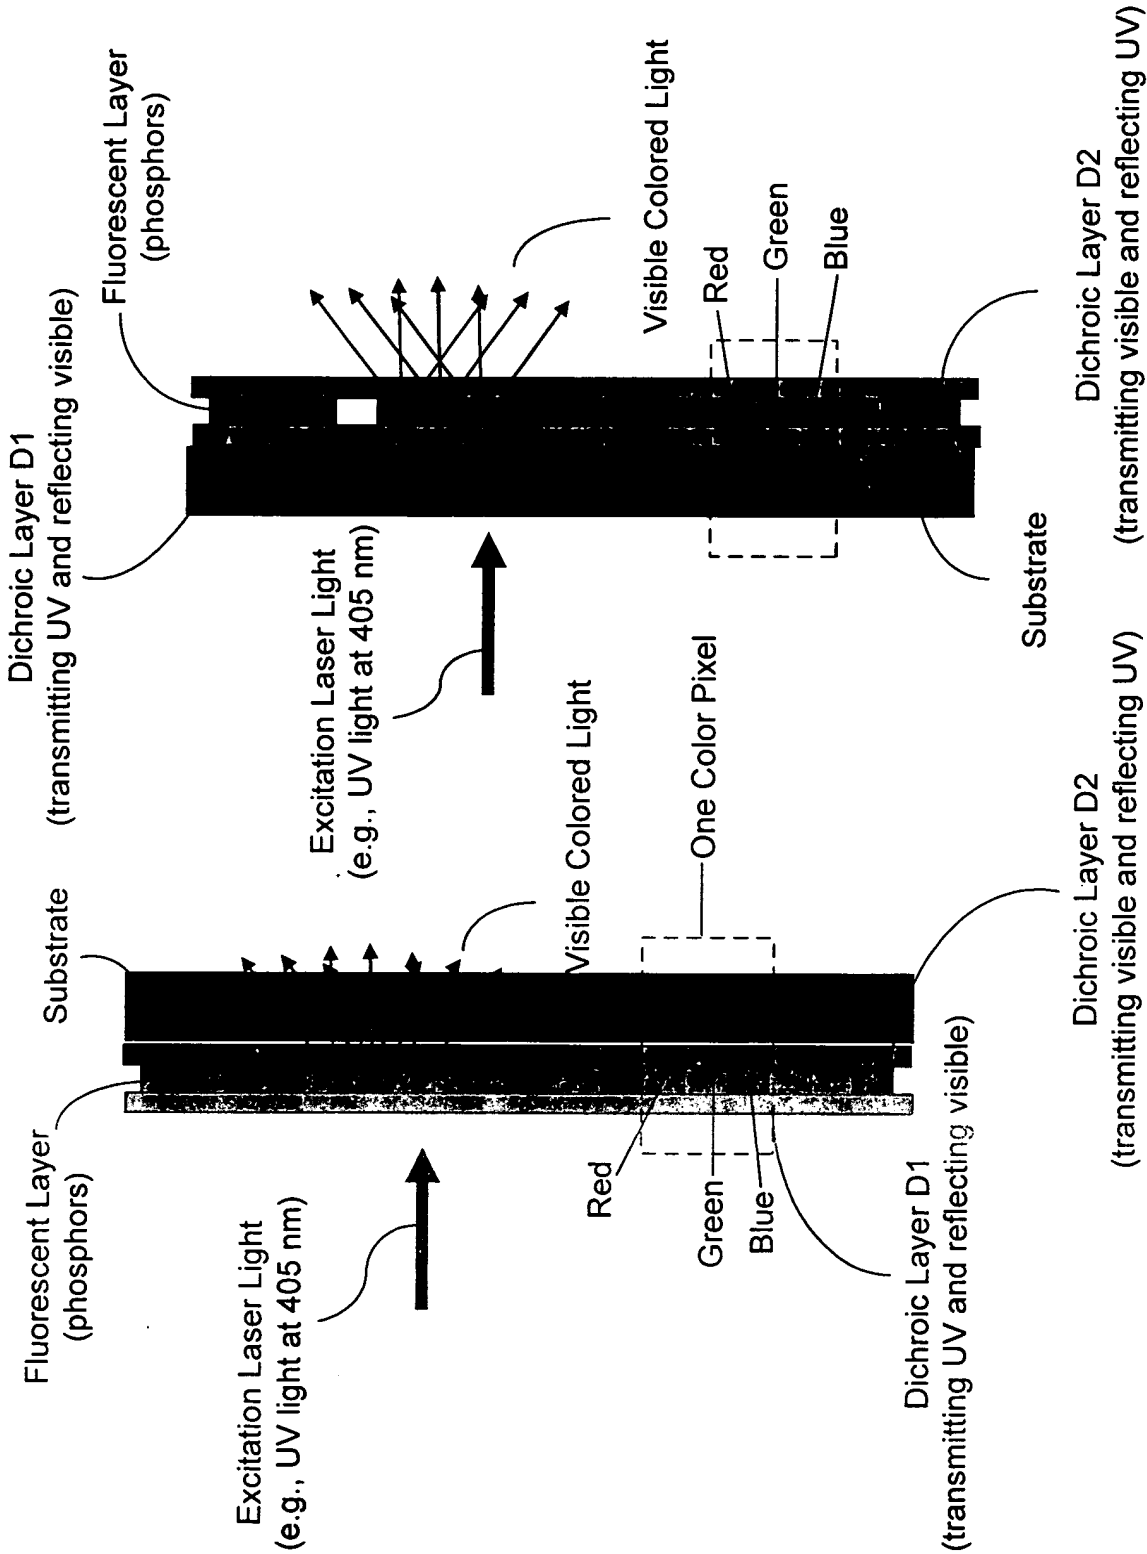 Fluorescent Layer
(phosphors)
Substrate
Excitation Laser Light
(e.g., UV light at 405 nm)
Visible Colored Light
Red
Green
Blue
One Color Pixel
Dichroic Layer D1
(transmitting UV and reflecting visible)
Dichroic Layer D2
(transmitting visible and reflecting UV)
Dichroic Layer D1
(transmitting UV and reflecting visible)
Fluorescent Layer
(phosphors)
Excitation Laser Light
(e.g., UV light at 405 nm)
Visible Colored Light
Red
Green
Blue
Substrate
Dichroic Layer D2
(transmitting visible and reflecting UV)